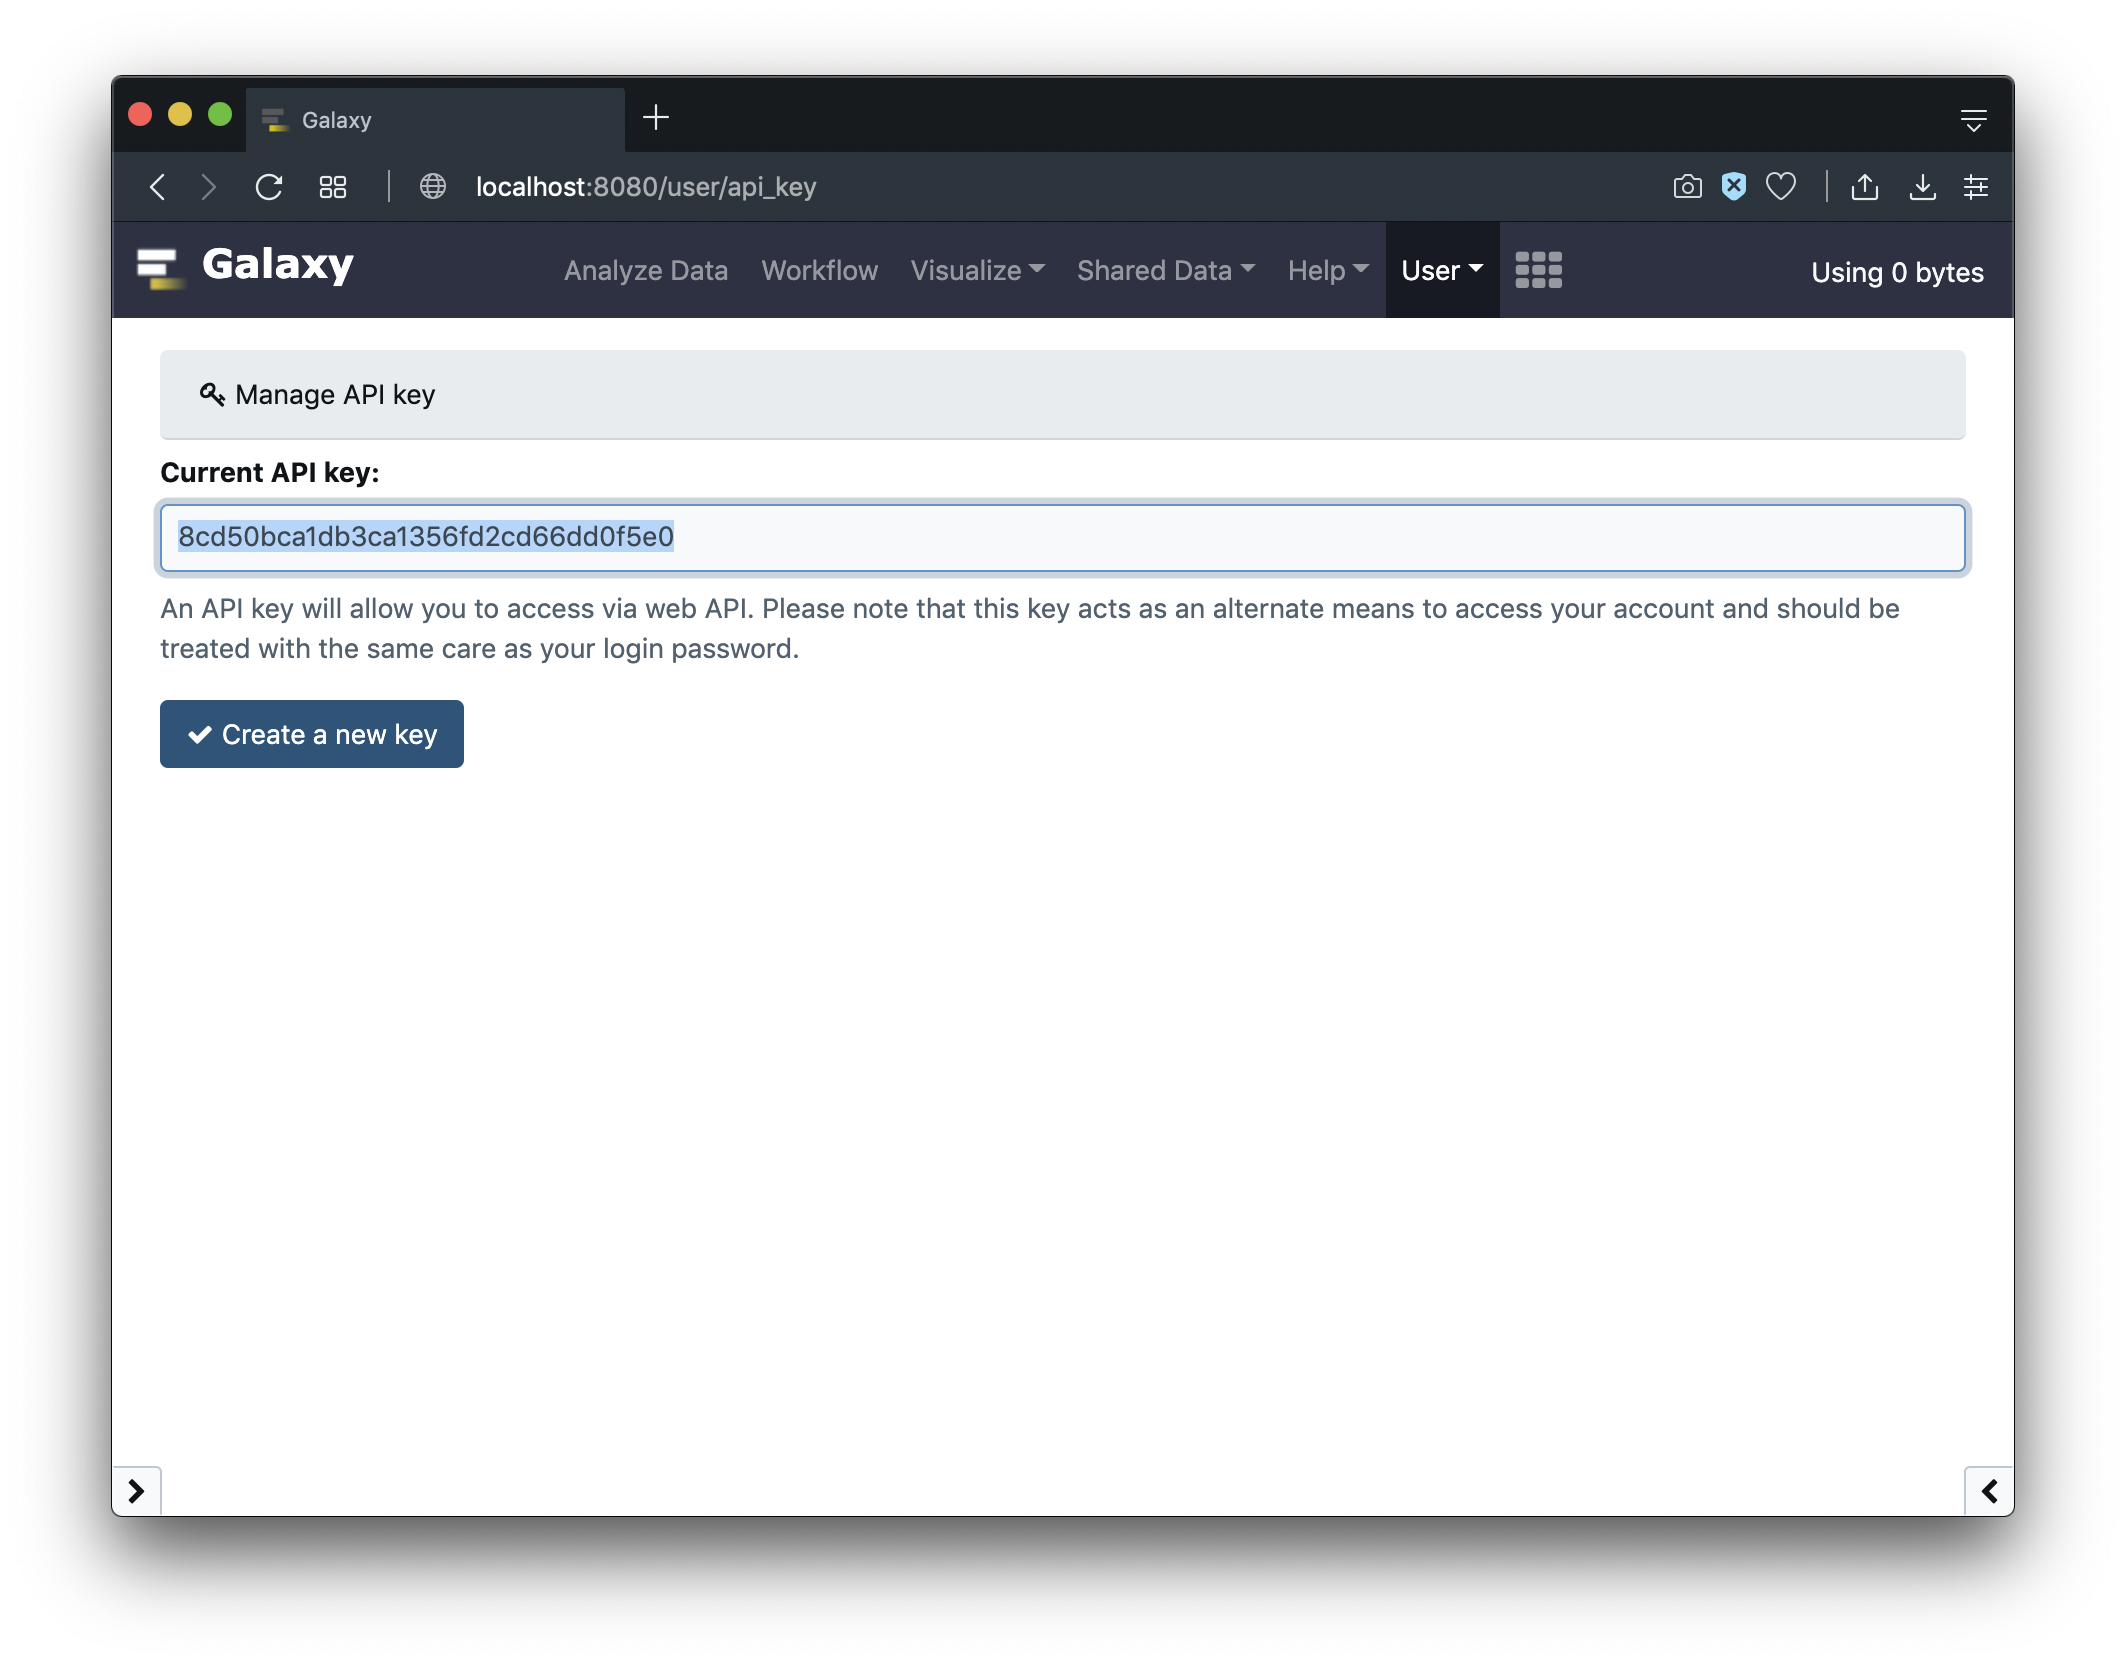 Galaxy
localhost:8080/user/api_key
Galaxy
Analyze Data Workflow Visualize Shared Data Help User Using 0 bytes
Manage API key
Current API key:
8cd50bca1db3ca1356fd2cd66dd0f5e0
An API key will allow you to access via web API. Please note that this key acts as an alternate means to access your account and should be
treated with the same care as your login password.
Create a new key